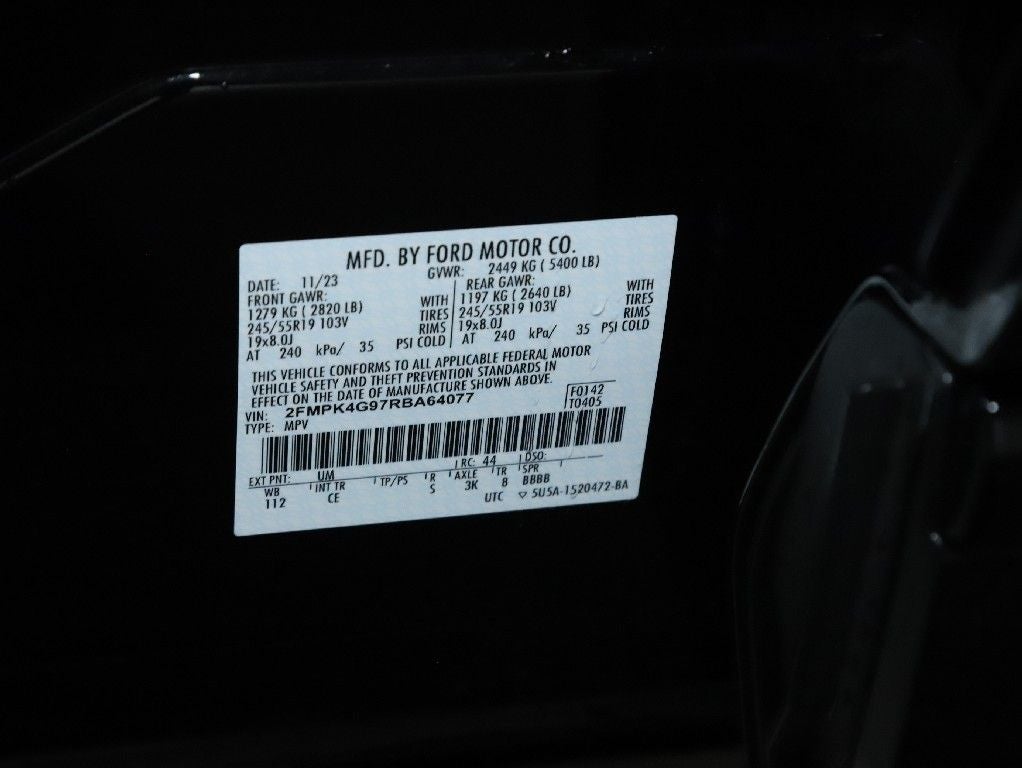 MFD. BY FORD MOTOR CO.
DATE: 11/23 GVWR: 2449 KG ( 5400 LB)
FRONT GAWR: REAR GAWR:
1279 KG ( 2820 LB) WITH 1197 KG ( 2640 LB) WITH
245/55R19 103V TIRES 245/55R19 103V TIRES
19x8.0J RIMS 19x8.0J RIMS
AT 240 kPa/ 35 PSI COLD AT 240 kPa/ 35 PSI COLD
THIS VEHICLE CONFORMS TO ALL APPLICABLE FEDERAL MOTOR
VEHICLE SAFETY AND THEFT PREVENTION STANDARDS IN
EFFECT ON THE DATE OF MANUFACTURE SHOWN ABOVE.
VIN: 2FMPK4G97RBA64077 F0142
TYPE: MPV T0405
EXT PNT: UM RC: 44 DSO:
WB INT TR TP/PS R AXLE TR SPR
112 CE S 3K 8 BBBB
UTC ▽ 5U5A-1520472-BA